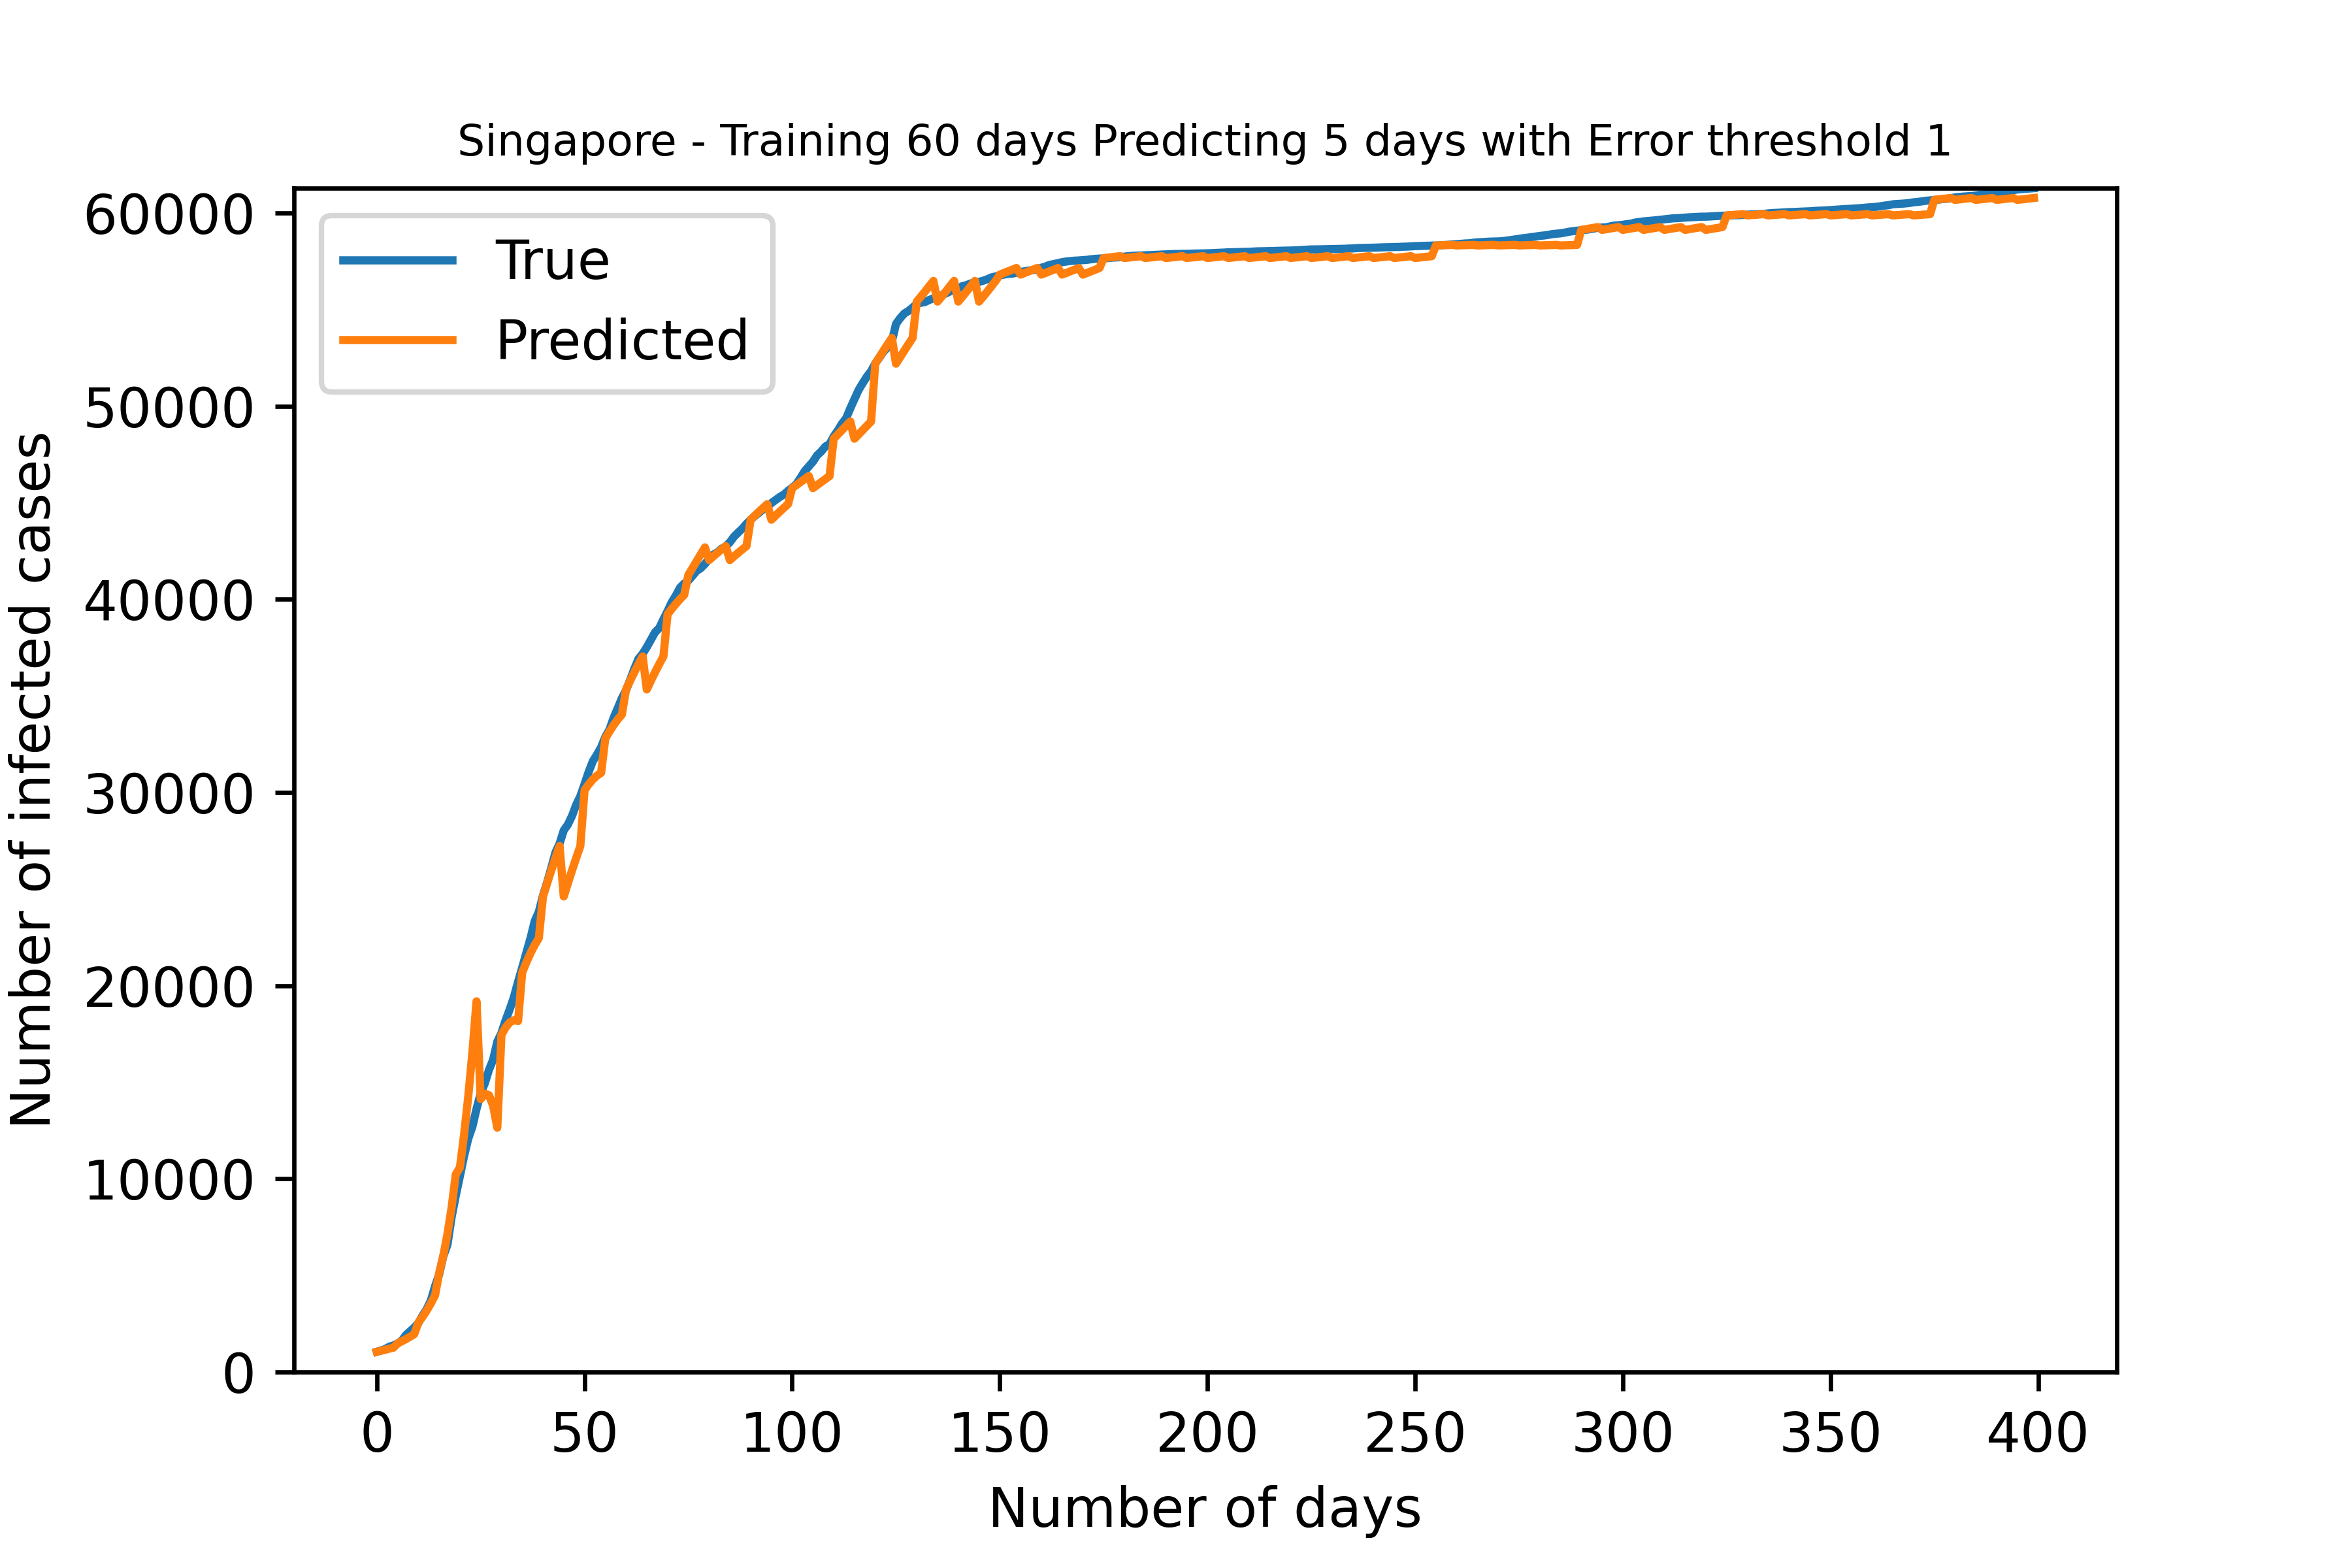 Singapore - Training 60 days Predicting 5 days with Error threshold 1
True
Predicted
Number of infected cases
60000
50000
40000
30000
20000
10000
0
0 50 100 150 200 250 300 350 400
Number of days